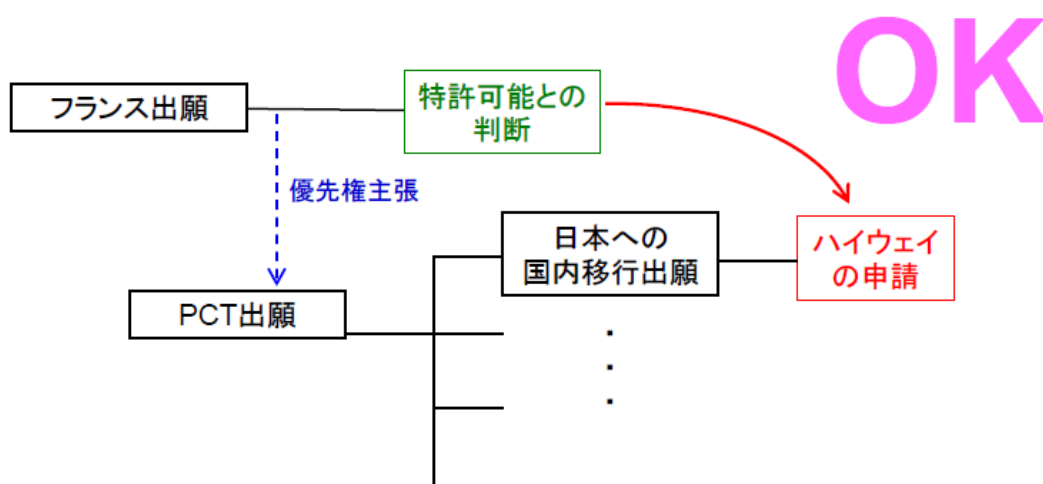 OK
フランス出願
特許可能との
判断
優先権主張
日本への
国内移行出願
ハイウェイ
の申請
PCT出願
・
・
・